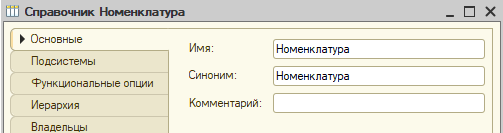 Справочник Номенклатура
Основные
Подсистемы
Функциональные опции
Иерархия
Владельцы
Имя: Номенклатура
Синоним: Номенклатура
Комментарий: